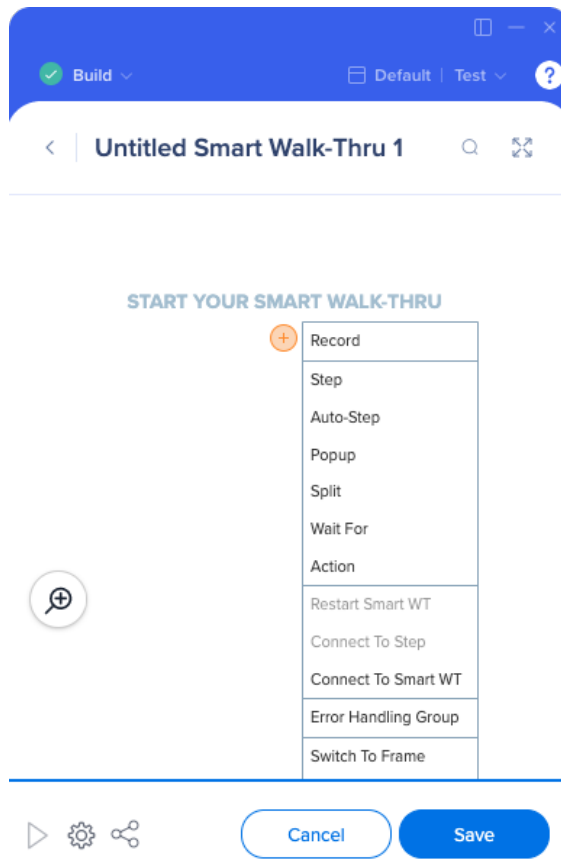 Build
Default | Test
?
Untitled Smart Walk-Thru 1
START YOUR SMART WALK-THRU
Record
Step
Auto-Step
Popup
Split
Wait For
Action
Restart Smart WT
Connect To Step
Connect To Smart WT
Error Handling Group
Switch To Frame
Cancel
Save